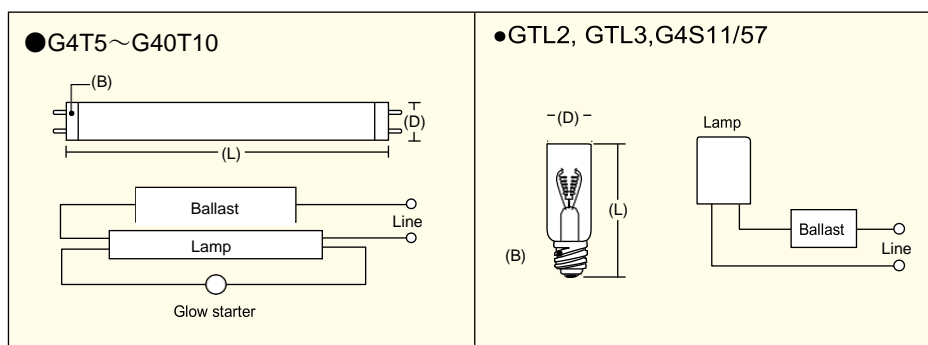 ●G4T5～G40T10
(B)
(D)
(L)
Ballast
Line
Lamp
Glow starter
●GTL2, GTL3,G4S11/57
(D)
Lamp
(L)
(B)
Ballast
Line